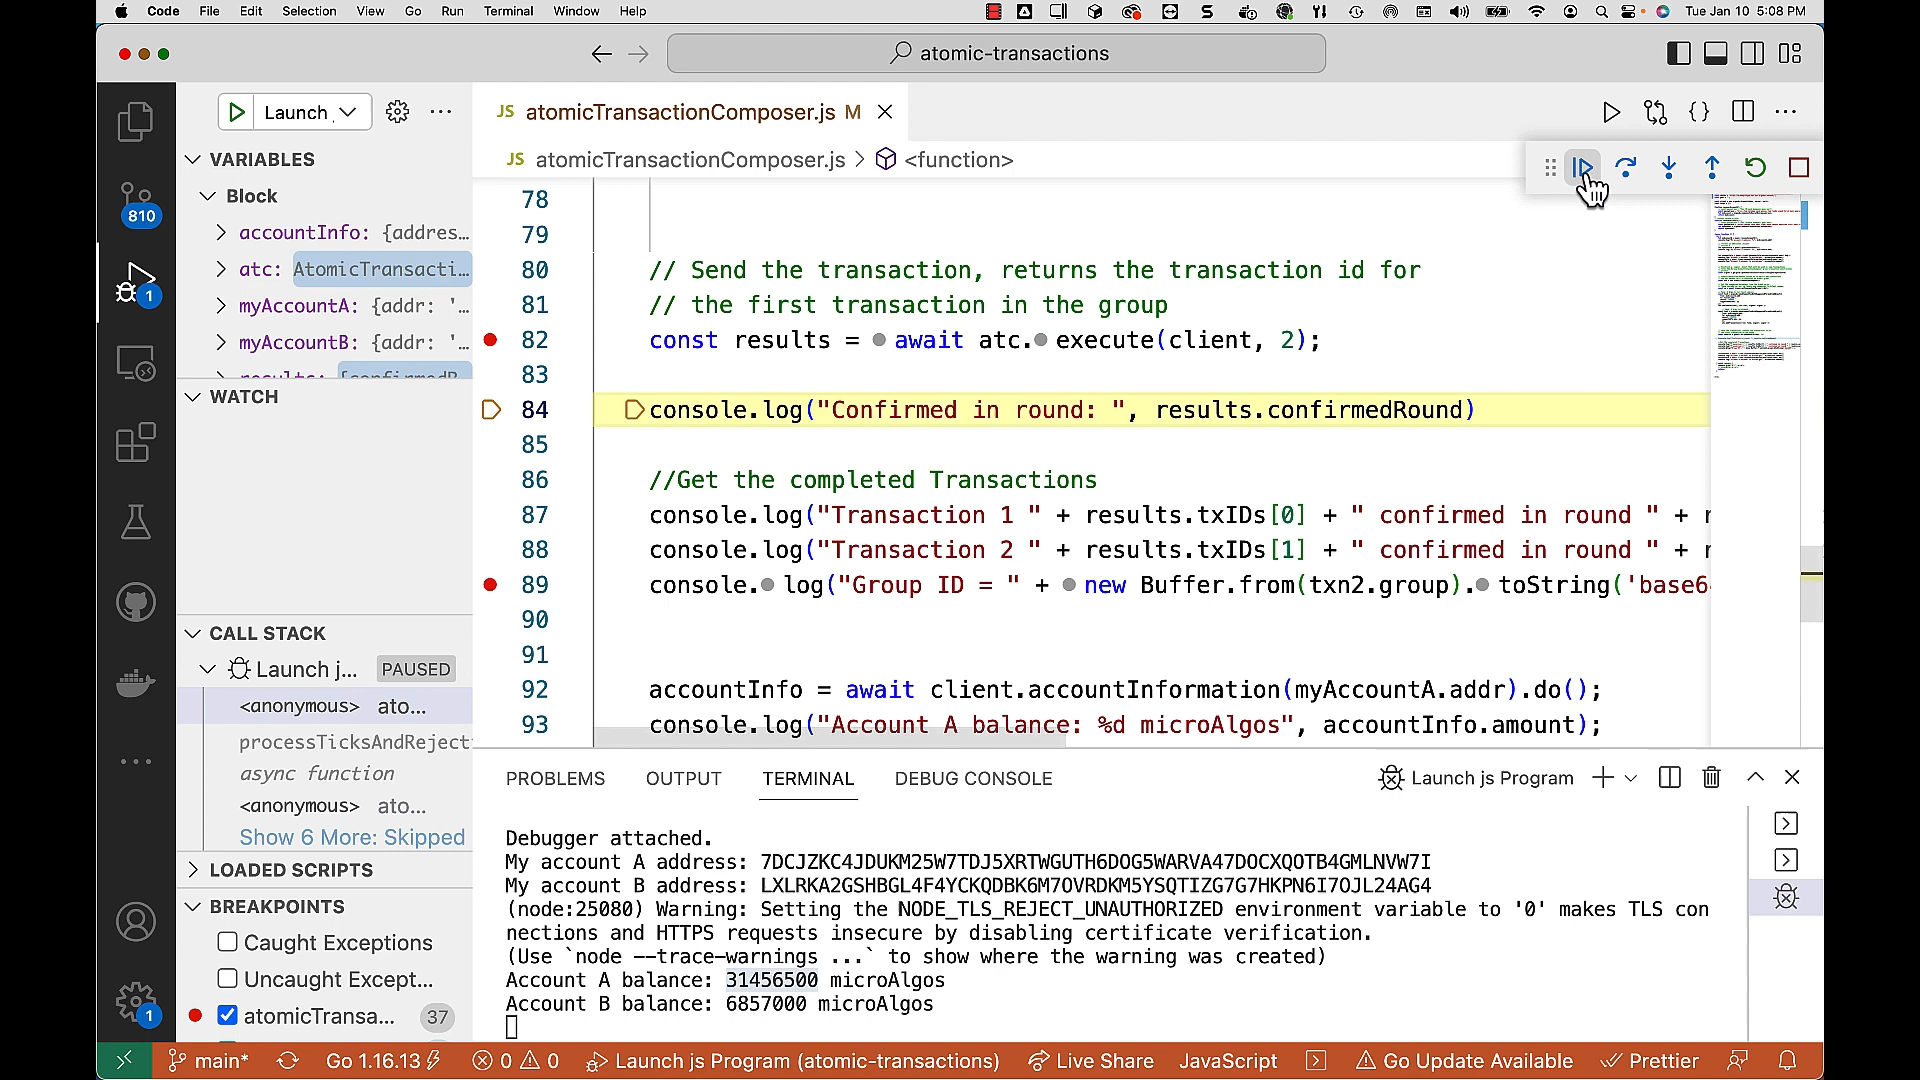 Code File Edit Selection View Go Run Terminal Window Help Tue Jan 10 5:08 PM
atomic-transactions
Launch
JS atomicTransactionComposer.js M
JS atomicTransactionComposer.js > <function>
VARIABLES
Block
accountInfo: {addres…
atc: AtomicTransacti…
myAccountA: {addr: '…
myAccountB: {addr: '…
results: {confirmedR…
WATCH
CALL STACK
Launch j… PAUSED
<anonymous> ato…
processTicksAndReject
async function
<anonymous> ato…
Show 6 More: Skipped
LOADED SCRIPTS
BREAKPOINTS
Caught Exceptions
Uncaught Except…
atomicTransa… 37
810
1
1
78
79
80 // Send the transaction, returns the transaction id for
81 // the first transaction in the group
82 const results = await atc.execute(client, 2);
83
84 console.log("Confirmed in round: ", results.confirmedRound)
85
86 //Get the completed Transactions
87 console.log("Transaction 1 " + results.txIDs[0] + " confirmed in round " + r
88 console.log("Transaction 2 " + results.txIDs[1] + " confirmed in round " + r
89 console.log("Group ID = " + new Buffer.from(txn2.group).toString('base64
90
91
92 accountInfo = await client.accountInformation(myAccountA.addr).do();
93 console.log("Account A balance: %d microAlgos", accountInfo.amount);
PROBLEMS OUTPUT TERMINAL DEBUG CONSOLE Launch js Program
Debugger attached.
My account A address: 7DCJZKC4JDUKM25W7TDJ5XRTWGUTH6DOG5WARVA47DOCXQOTB4GMLNVW7I
My account B address: LXLRKA2GSHBGL4F4YCKQDBK6M7OVRDKM5YSQTIZG7G7HKPN6I7OJL24AG4
(node:25080) Warning: Setting the NODE_TLS_REJECT_UNAUTHORIZED environment variable to '0' makes TLS con
nections and HTTPS requests insecure by disabling certificate verification.
(Use `node --trace-warnings ...` to show where the warning was created)
Account A balance: 31456500 microAlgos
Account B balance: 6857000 microAlgos
main* Go 1.16.13 0 0 Launch js Program (atomic-transactions) Live Share JavaScript Go Update Available Prettier